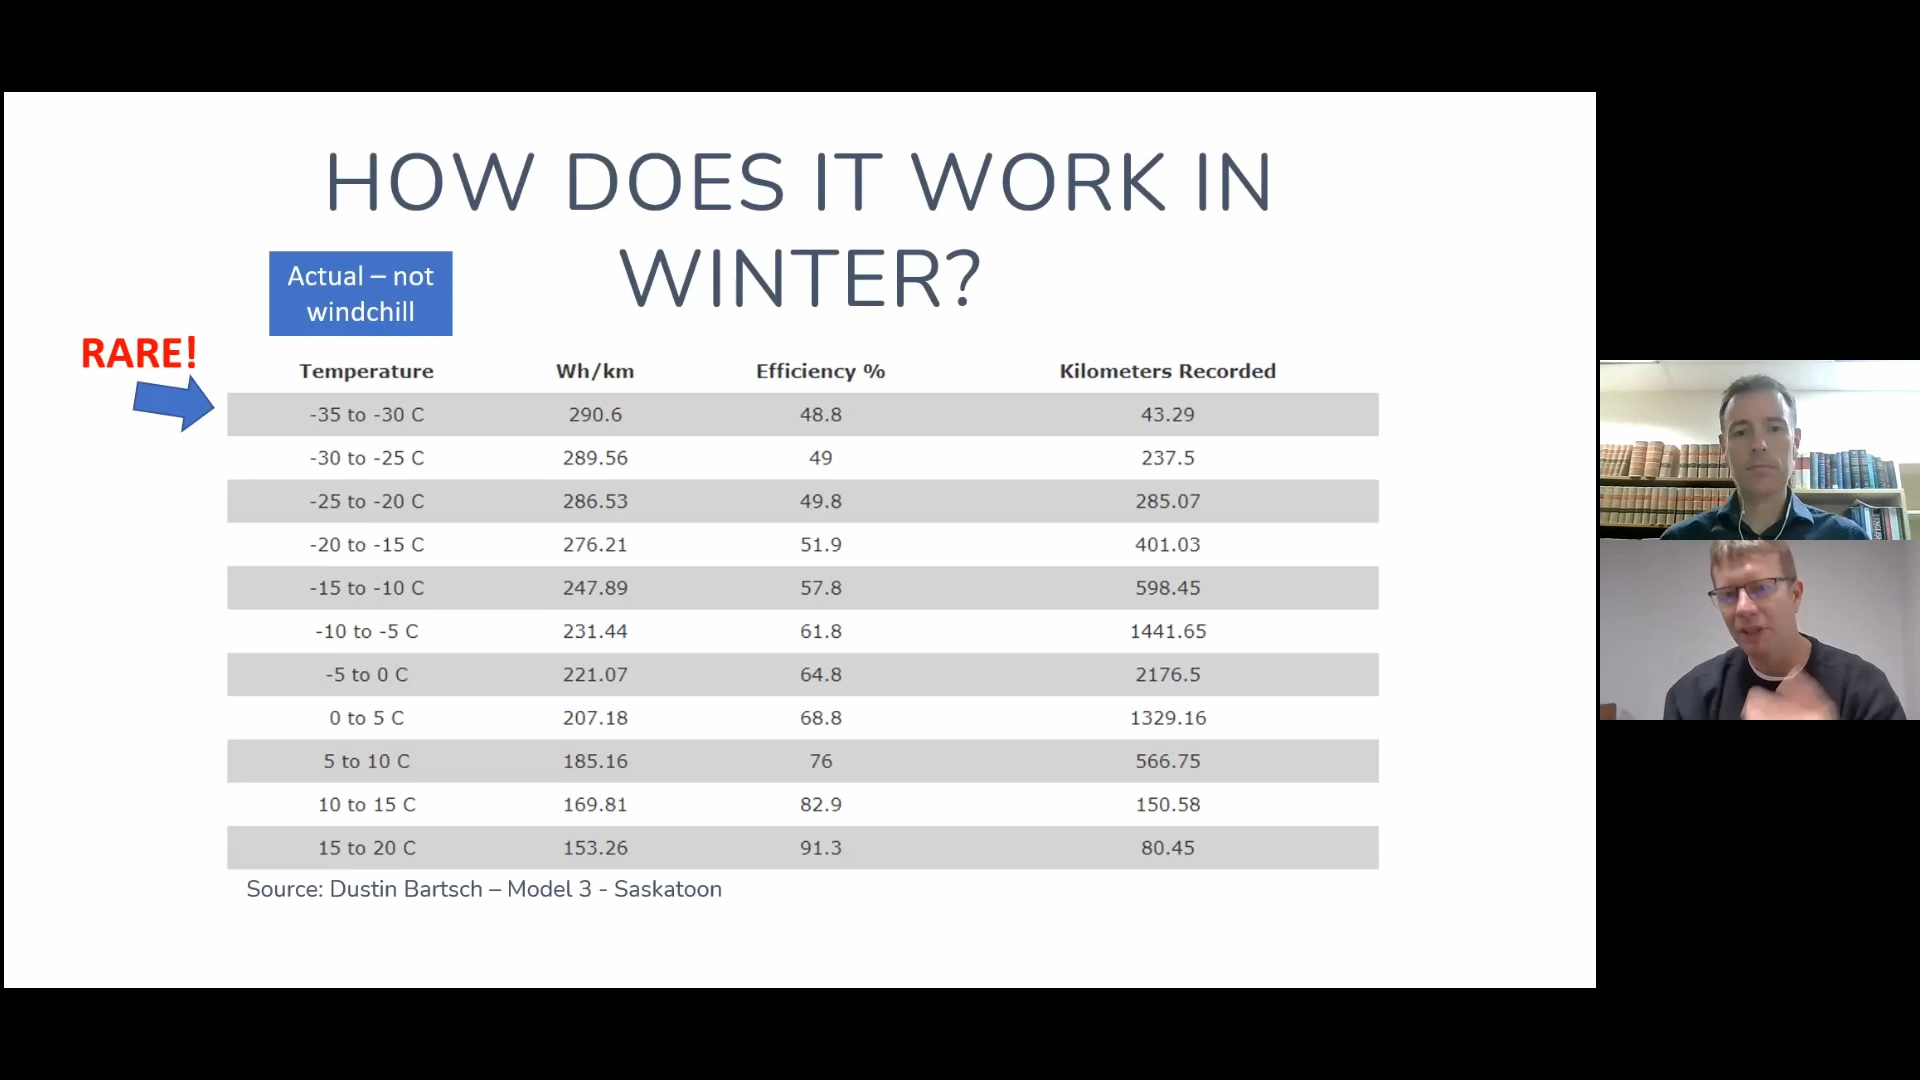 HOW DOES IT WORK IN
WINTER?
Actual – not
windchill
RARE!
Temperature Wh/km Efficiency % Kilometers Recorded
-35 to -30 C 290.6 48.8 43.29
-30 to -25 C 289.56 49 237.5
-25 to -20 C 286.53 49.8 285.07
-20 to -15 C 276.21 51.9 401.03
-15 to -10 C 247.89 57.8 598.45
-10 to -5 C 231.44 61.8 1441.65
-5 to 0 C 221.07 64.8 2176.5
0 to 5 C 207.18 68.8 1329.16
5 to 10 C 185.16 76 566.75
10 to 15 C 169.81 82.9 150.58
15 to 20 C 153.26 91.3 80.45
Source: Dustin Bartsch – Model 3 - Saskatoon